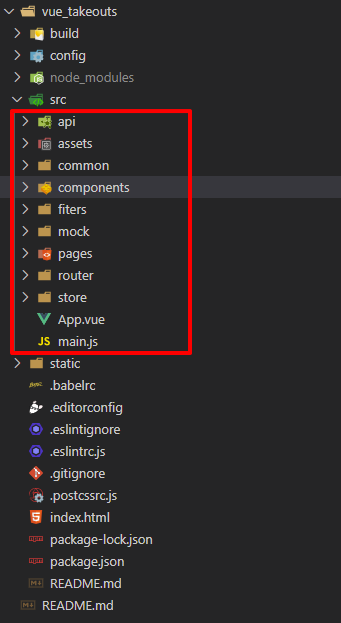 vue_takeouts
build
config
node_modules
src
api
assets
common
components
fiters
mock
pages
router
store
App.vue
JS main.js
static
.babelrc
.editorconfig
.eslintignore
.eslintrc.js
.gitignore
.postcssrc.js
index.html
package-lock.json
package.json
README.md
README.md